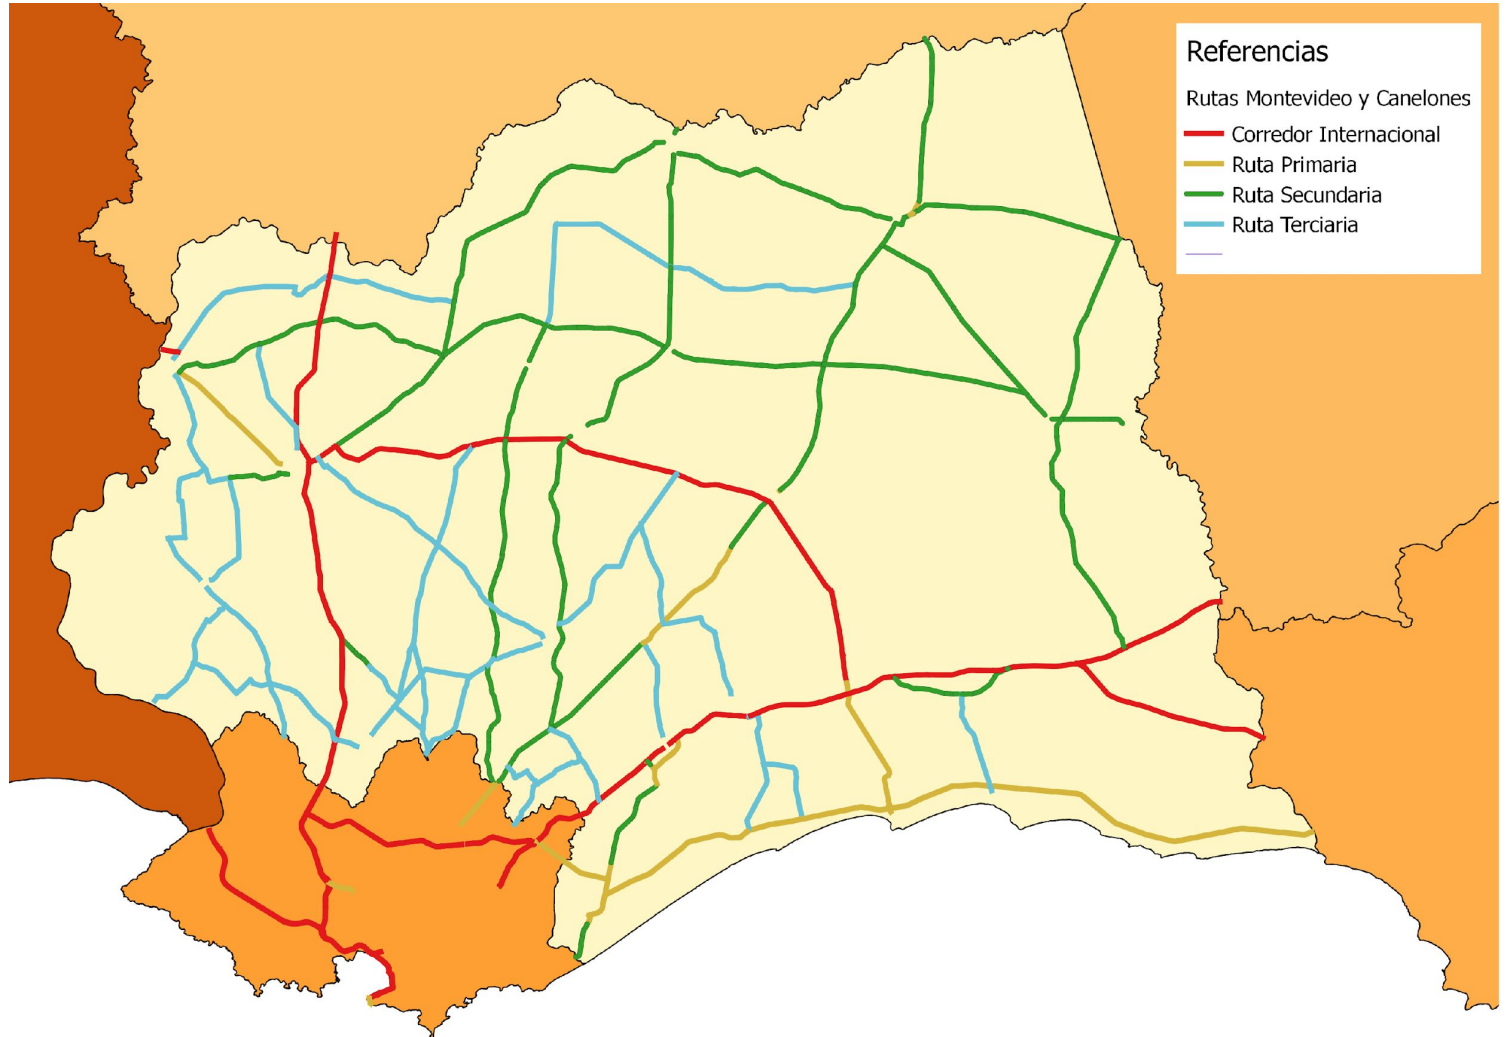 Referencias
Rutas Montevideo y Canelones
Corredor Internacional
Ruta Primaria
Ruta Secundaria
Ruta Terciaria